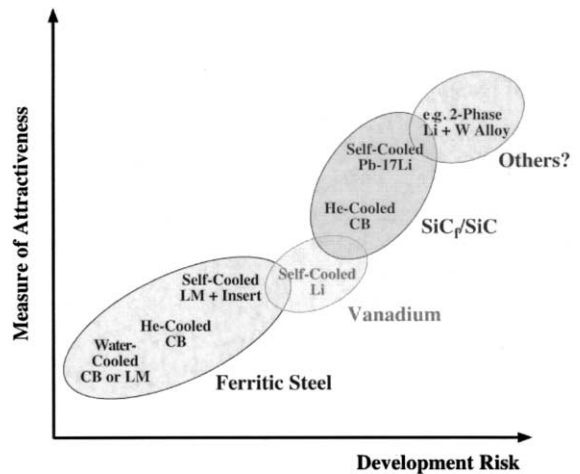 Measure of Attractiveness
e.g. 2-Phase
Li + W Alloy
Others?
Self-Cooled
Pb-17Li
He-Cooled
CB
SiCf/SiC
Self-Cooled
Li
Vanadium
Self-Cooled
LM + Insert
He-Cooled
CB
Water-
Cooled
CB or LM
Ferritic Steel
Development Risk